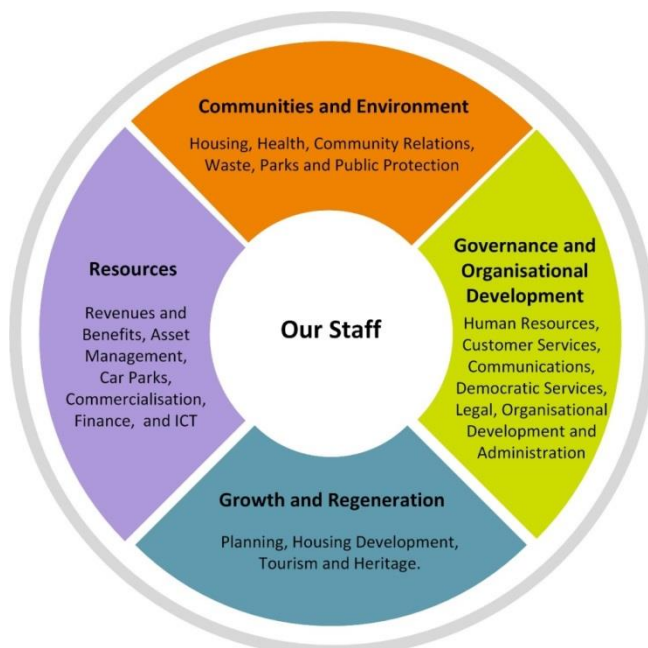 Communities and Environment
Housing, Health, Community Relations,
Waste, Parks and Public Protection
Resources
Revenues and
Benefits, Asset
Management,
Car Parks,
Commercialisation,
Finance, and ICT
Our Staff
Governance and
Organisational
Development
Human Resources,
Customer Services,
Communications,
Democratic Services,
Legal, Organisational
Development and
Administration
Growth and Regeneration
Planning, Housing Development,
Tourism and Heritage.